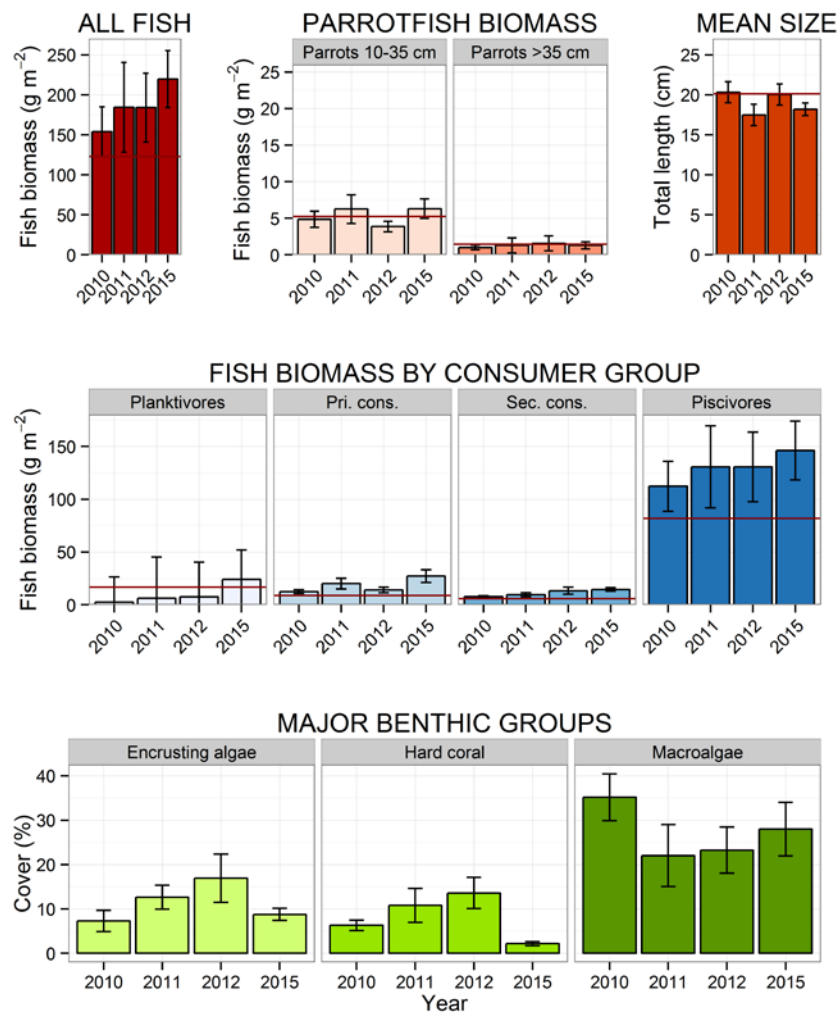 ALL FISH
Fish biomass (g m⁻²)
250
200
150
100
50
0
2010 2011 2012 2015
PARROTFISH BIOMASS
Parrots 10-35 cm Parrots >35 cm
Fish biomass (g m⁻²)
25
20
15
10
5
0
2010 2011 2012 2015 2010 2011 2012 2015
MEAN SIZE
Total length (cm)
25
20
15
10
5
0
2010 2011 2012 2015
FISH BIOMASS BY CONSUMER GROUP
Planktivores Pri. cons. Sec. cons. Piscivores
Fish biomass (g m⁻²)
150
100
50
0
2010 2011 2012 2015 2010 2011 2012 2015 2010 2011 2012 2015 2010 2011 2012 2015
MAJOR BENTHIC GROUPS
Encrusting algae Hard coral Macroalgae
Cover (%)
40
30
20
10
0
2010 2011 2012 2015 2010 2011 2012 2015 2010 2011 2012 2015
Year